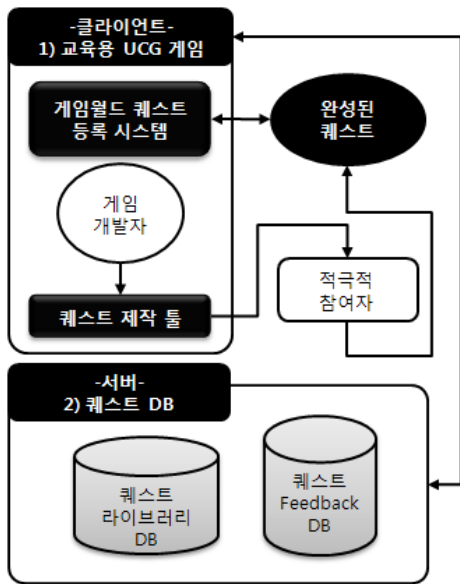 -클라이언트-
1) 교육용 UCG 게임
게임월드 퀘스트
등록 시스템
완성된
퀘스트
게임
개발자
적극적
참여자
퀘스트 제작 툴
-서버-
2) 퀘스트 DB
퀘스트
라이브러리
DB
퀘스트
Feedback
DB